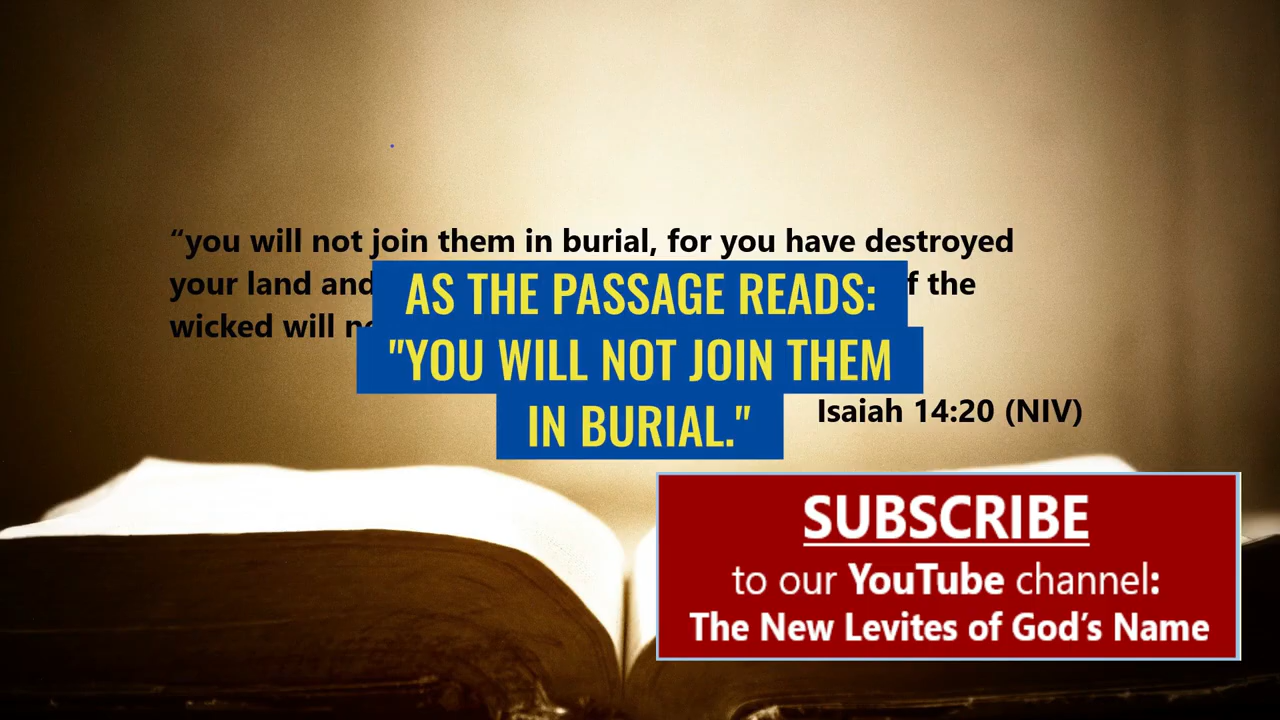 “you will not join them in burial, for you have destroyed
your land and
the
wicked will
AS THE PASSAGE READS:
"YOU WILL NOT JOIN THEM
IN BURIAL."
Isaiah 14:20 (NIV)
SUBSCRIBE
to our YouTube channel:
The New Levites of God’s Name